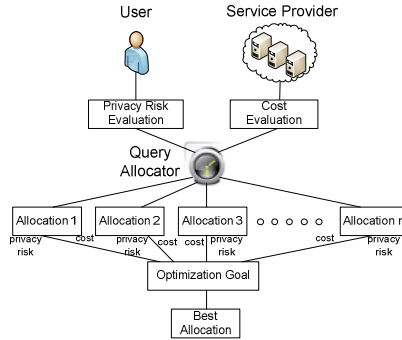 User
Service Provider
Privacy Risk
Evaluation
Cost
Evaluation
Query
Allocator
Allocation 1
Allocation 2
Allocation 3
Allocation n
privacy
risk
cost
privacy
risk
cost
cost
privacy
risk
cost
privacy
risk
Optimization Goal
Best
Allocation